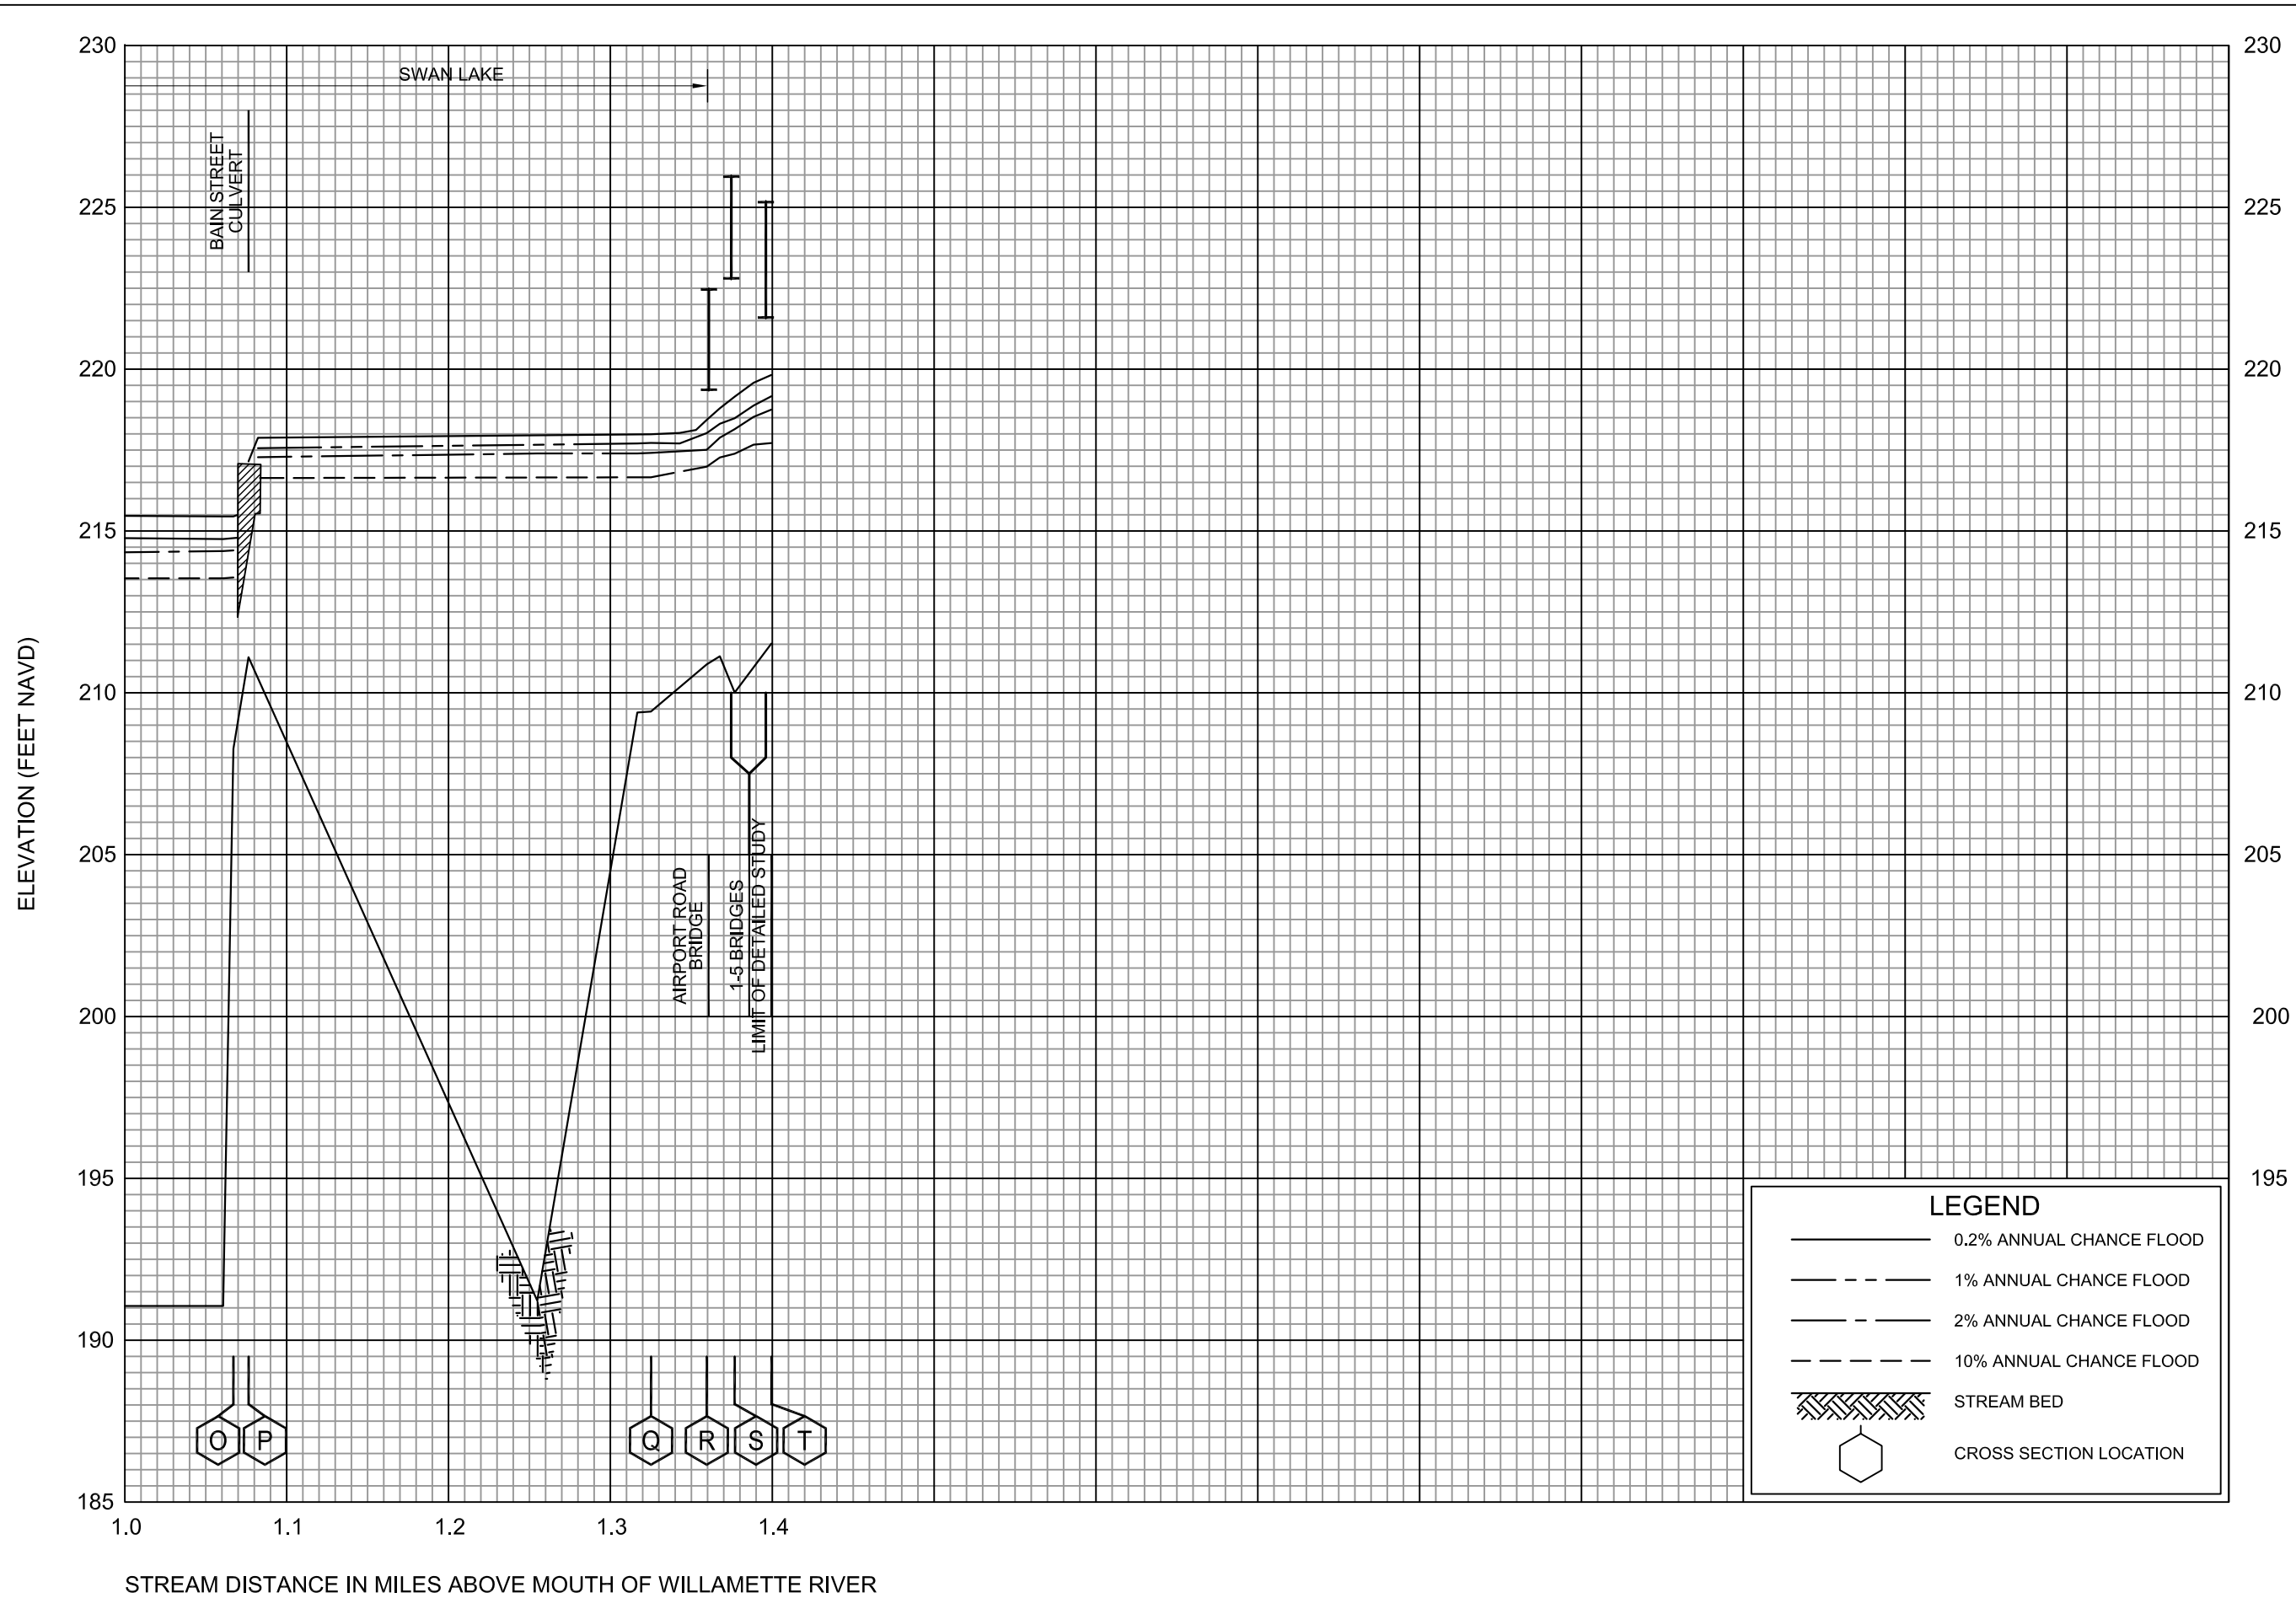 230
230
SWAN LAKE
BAIN STREET
CULVERT
225
225
220
220
215
215
210
210
205
205
AIRPORT ROAD
BRIDGE
1-5 BRIDGES
LIMIT OF DETAILED STUDY
200
200
195
195
190
185
ELEVATION (FEET NAVD)
O
P
Q
R
S
T
1.0
1.1
1.2
1.3
1.4
STREAM DISTANCE IN MILES ABOVE MOUTH OF WILLAMETTE RIVER
LEGEND
0.2% ANNUAL CHANCE FLOOD
1% ANNUAL CHANCE FLOOD
2% ANNUAL CHANCE FLOOD
10% ANNUAL CHANCE FLOOD
STREAM BED
CROSS SECTION LOCATION